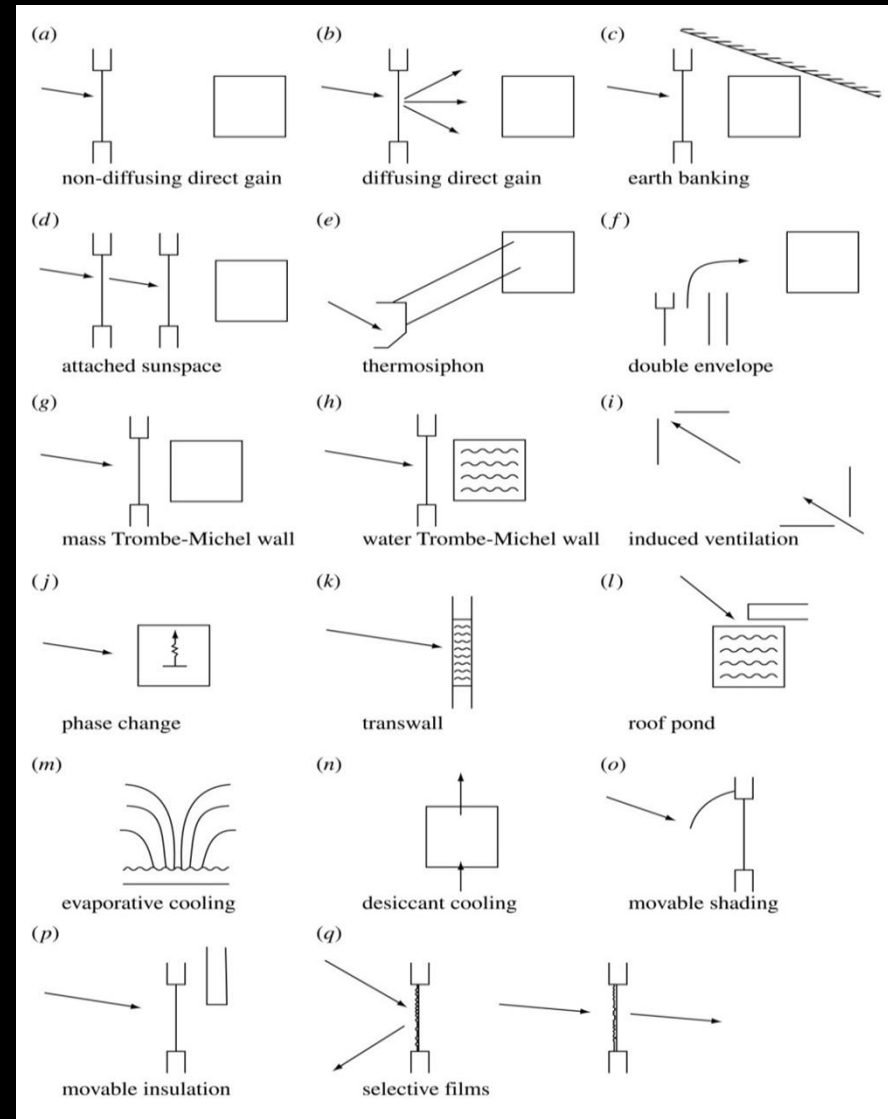 (a) (b) (c)
non-diffusing direct gain diffusing direct gain earth banking
(d) (e) (f)
attached sunspace thermosiphon double envelope
(g) (h) (i)
mass Trombe-Michel wall water Trombe-Michel wall induced ventilation
(j) (k) (l)
phase change transwall roof pond
(m) (n) (o)
evaporative cooling desiccant cooling movable shading
(p) (q)
movable insulation selective films